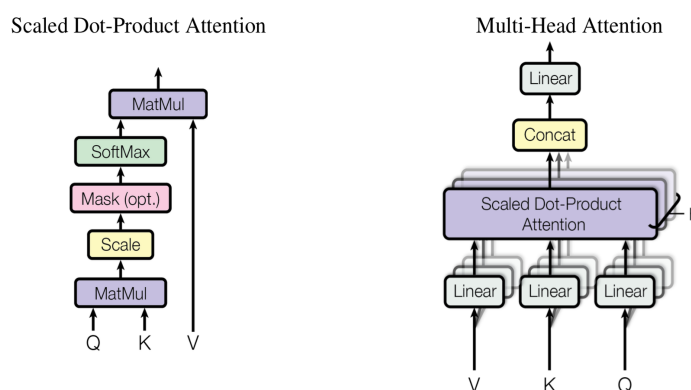 Scaled Dot-Product Attention
MatMul
SoftMax
Mask (opt.)
Scale
MatMul
Q K V
Multi-Head Attention
Linear
Concat
Scaled Dot-Product
Attention
Linear Linear Linear
V K Q